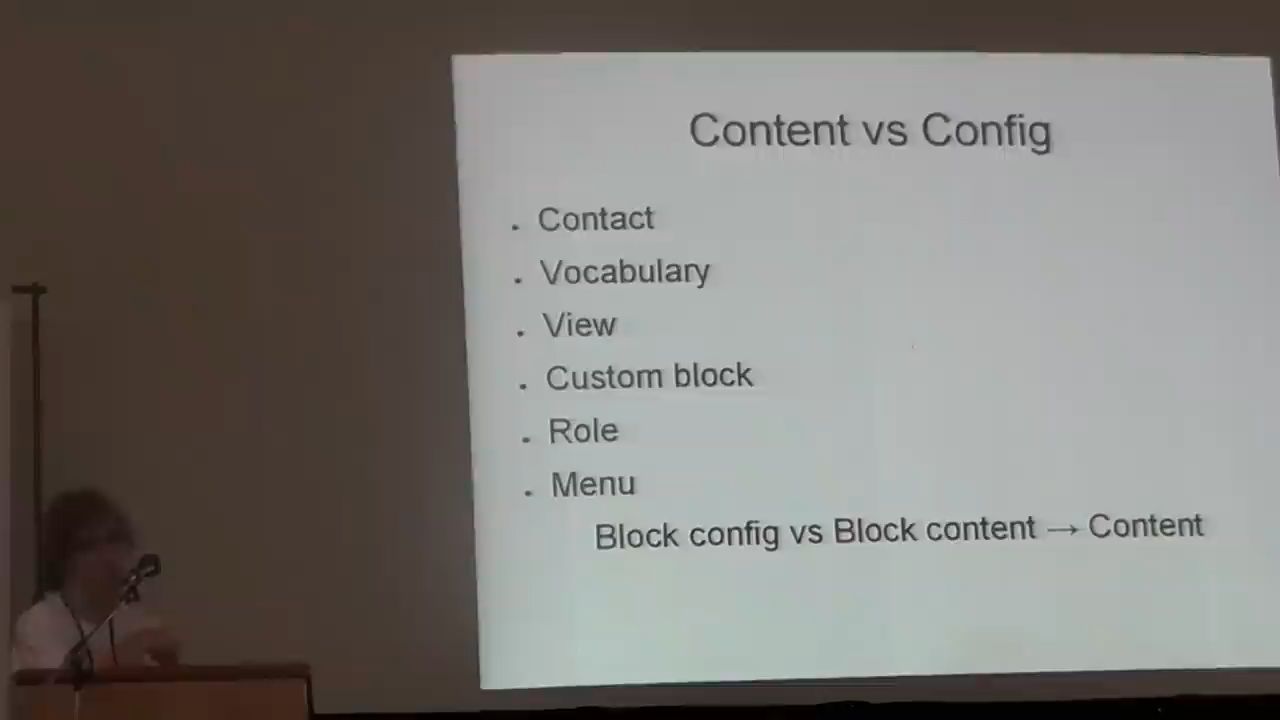 Content vs Config
. Contact
. Vocabulary
. View
. Custom block
. Role
. Menu
Block config vs Block content → Content